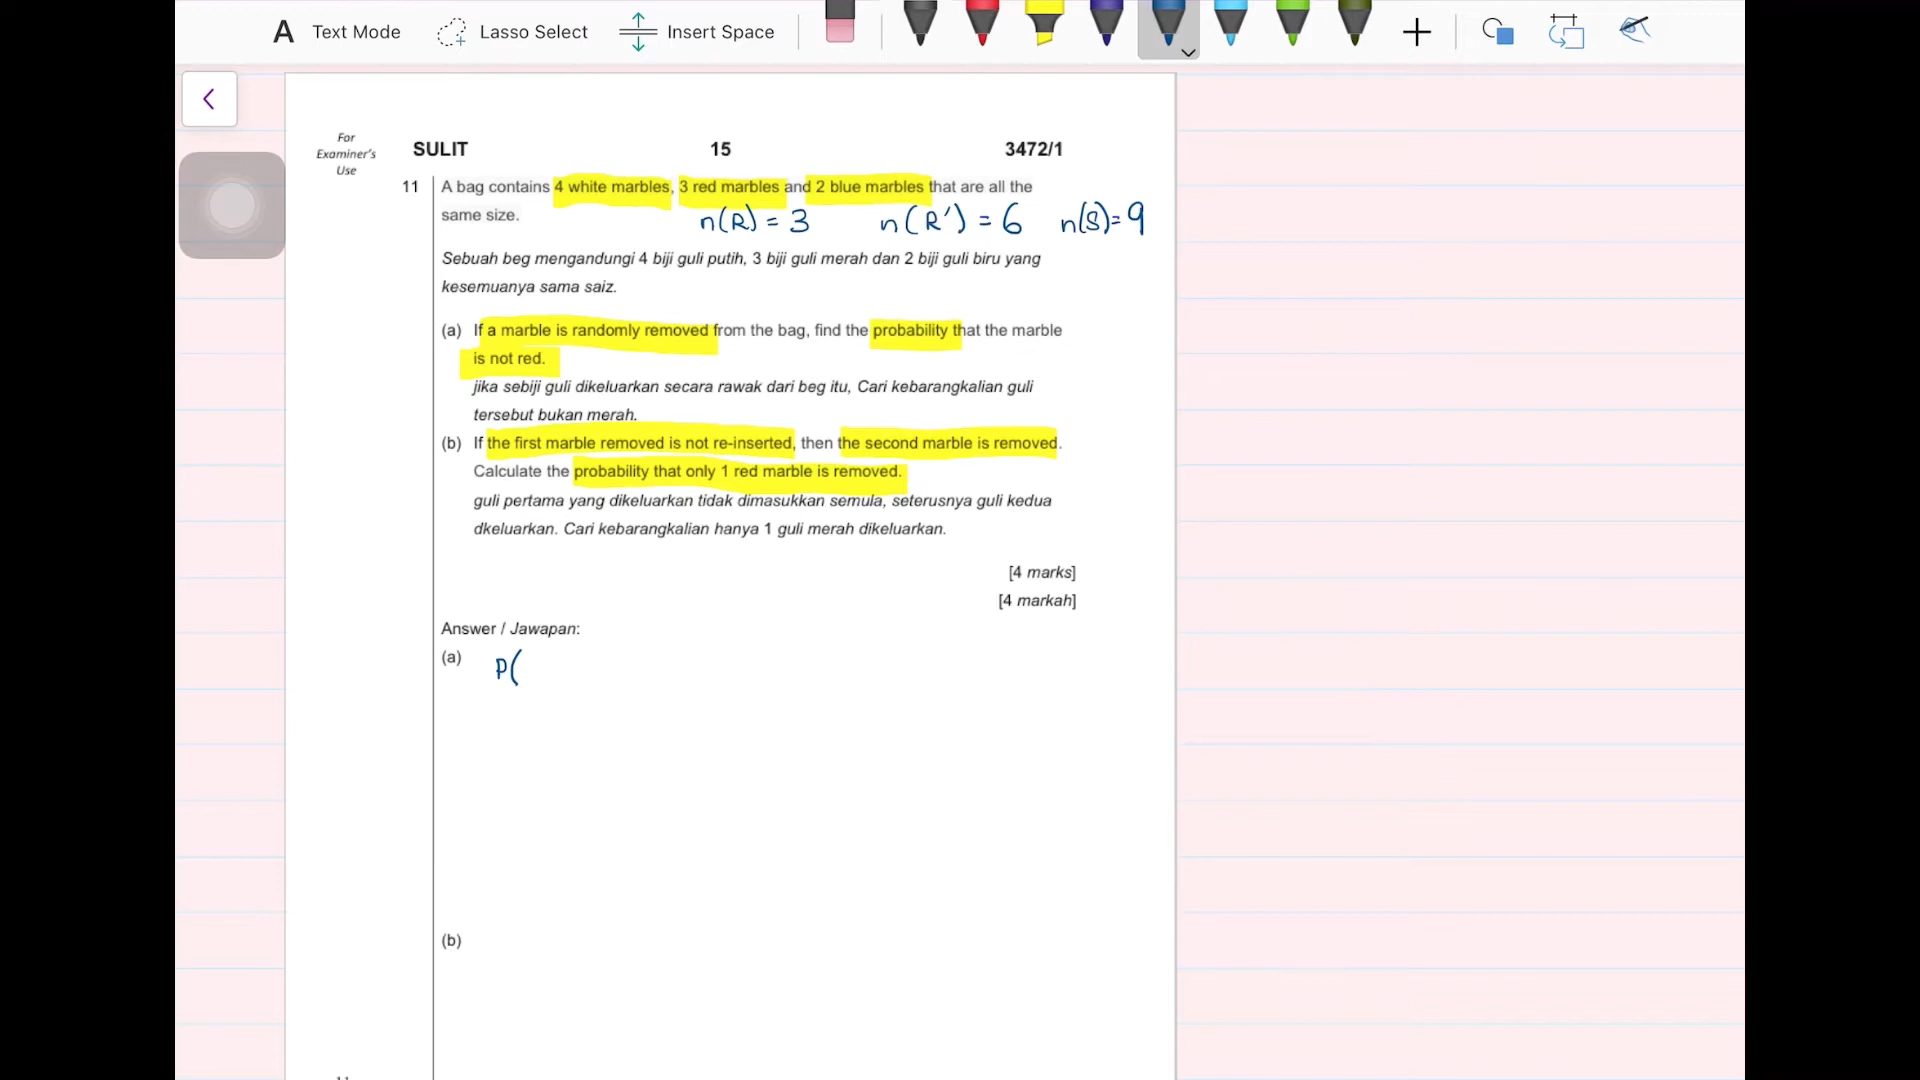 A Text Mode Lasso Select Insert Space
For
Examiner's
Use
SULIT 15 3472/1
11 A bag contains 4 white marbles, 3 red marbles and 2 blue marbles that are all the
same size.
n(R) = 3 n(R') = 6 n(S)=9
Sebuah beg mengandungi 4 biji guli putih, 3 biji guli merah dan 2 biji guli biru yang
kesemuanya sama saiz.
(a) If a marble is randomly removed from the bag, find the probability that the marble
is not red.
jika sebiji guli dikeluarkan secara rawak dari beg itu, Cari kebarangkalian guli
tersebut bukan merah.
(b) If the first marble removed is not re-inserted, then the second marble is removed.
Calculate the probability that only 1 red marble is removed.
guli pertama yang dikeluarkan tidak dimasukkan semula, seterusnya guli kedua
dkeluarkan. Cari kebarangkalian hanya 1 guli merah dikeluarkan.
[4 marks]
[4 markah]
Answer / Jawapan:
(a) P(
(b)